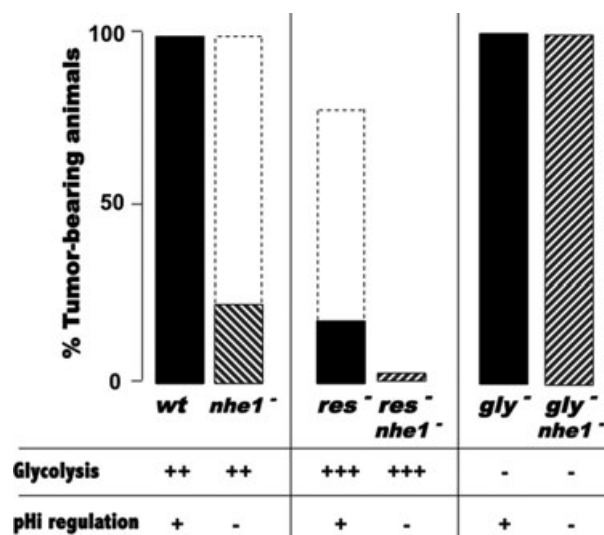 % Tumor-bearing animals
100
50
0
wt nhe1⁻ res⁻ res⁻ nhe1⁻ gly⁻ gly⁻ nhe1⁻
Glycolysis ++ ++ +++ +++ - -
pHi regulation + - + - + -